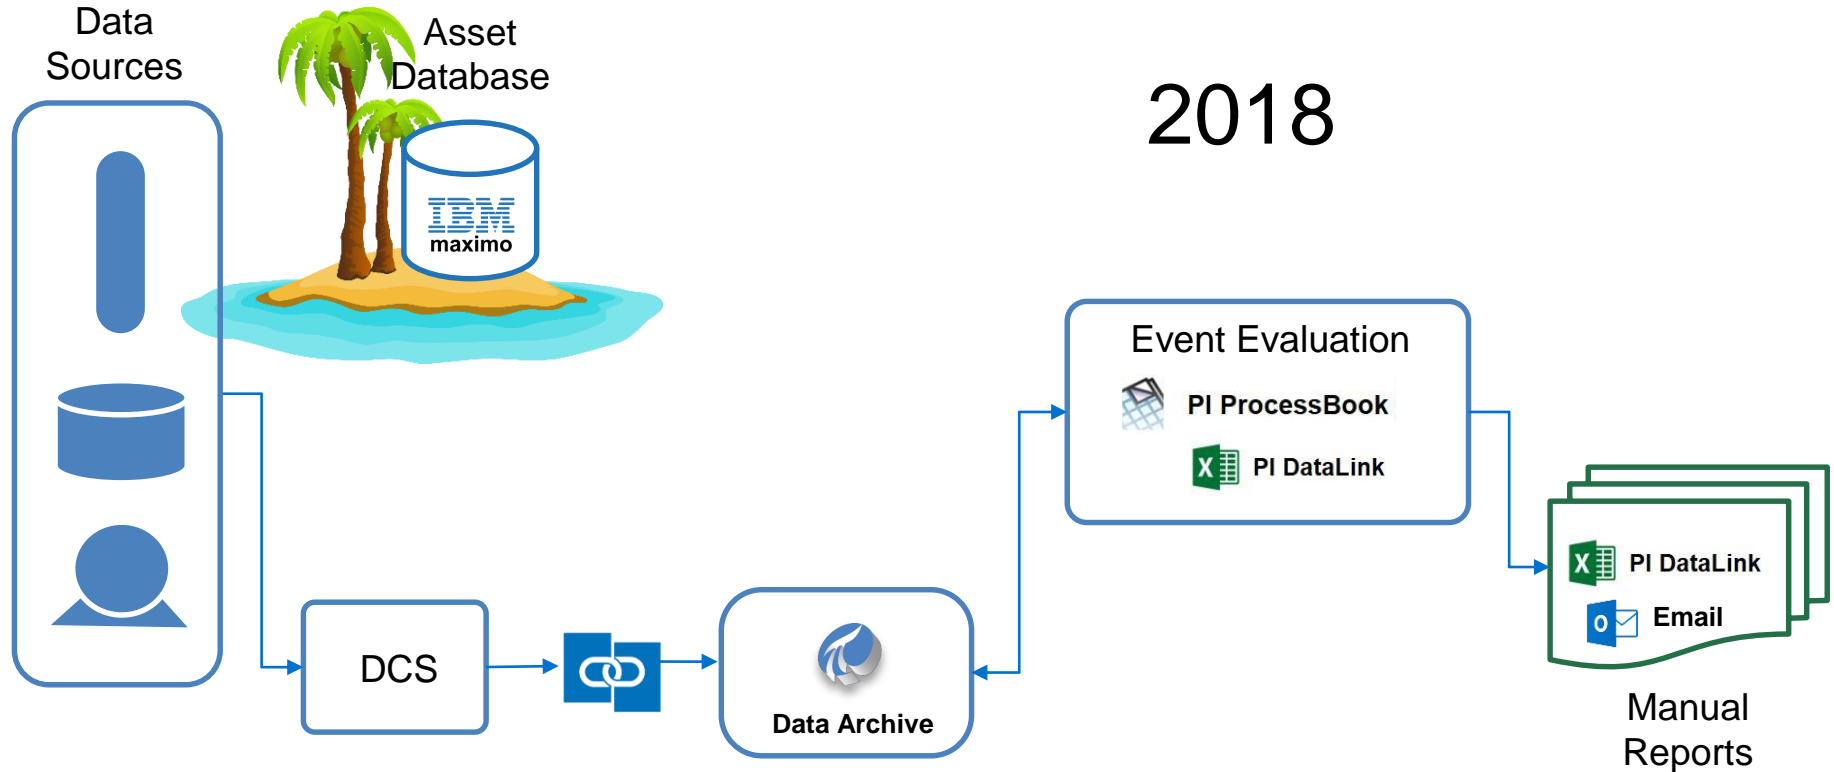 Data
Sources
Asset
Database
2018
IBM
maximo
Event Evaluation
PI ProcessBook
X
PI DataLink
DCS
Data Archive
X
PI DataLink
O
Email
Manual
Reports